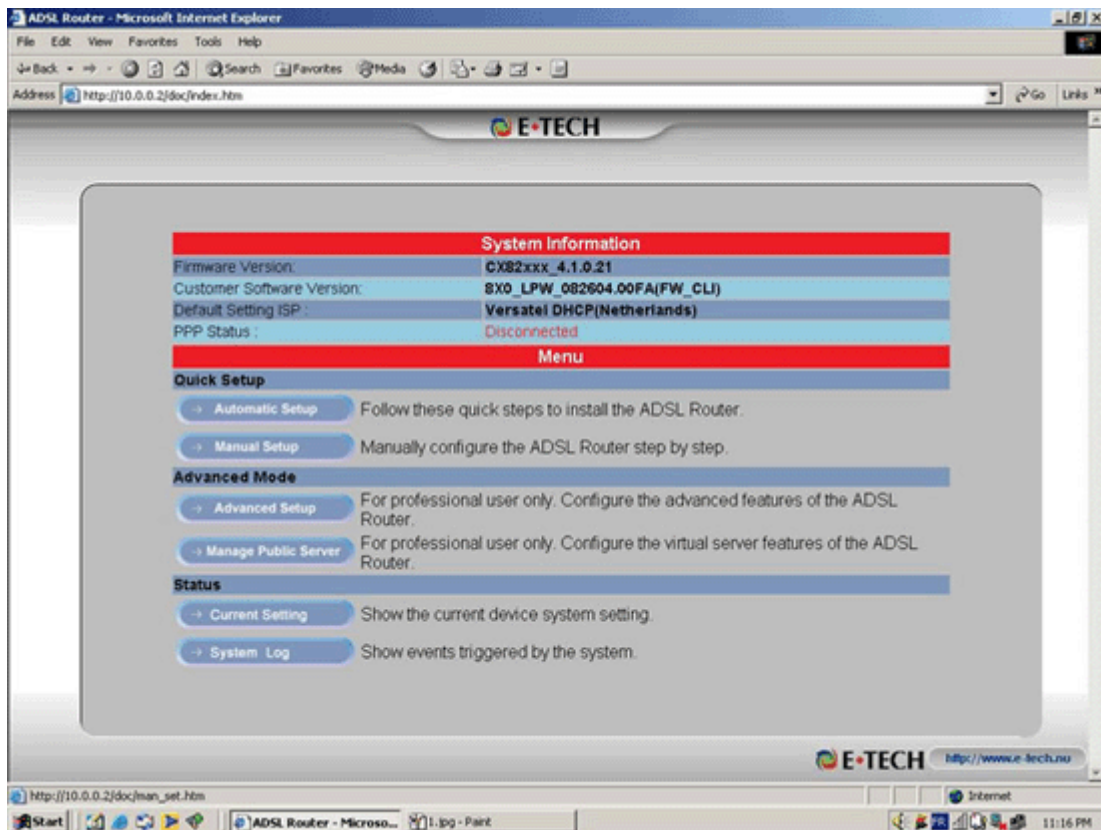 ADSL Router - Microsoft Internet Explorer
File Edit View Favorites Tools Help
Back Search Favorites Media
Address http://10.0.0.2/doc/index.htm Go Links
E•TECH
System Information
Firmware Version: CX82xxx_4.1.0.21
Customer Software Version: 8X0_LPW_082604.00FA(FW_CLI)
Default Setting ISP : Versatel DHCP(Netherlands)
PPP Status : Disconnected
Menu
Quick Setup
Automatic Setup Follow these quick steps to install the ADSL Router.
Manual Setup Manually configure the ADSL Router step by step.
Advanced Mode
Advanced Setup For professional user only. Configure the advanced features of the ADSL
Router.
Manage Public Server For professional user only. Configure the virtual server features of the ADSL
Router.
Status
Current Setting Show the current device system setting.
System Log Show events triggered by the system.
E•TECH http://www.e-tech.nu
http://10.0.0.2/doc/man_set.htm Internet
Start ADSL Router - Microso... 1.jpg - Paint FR 11:16 PM